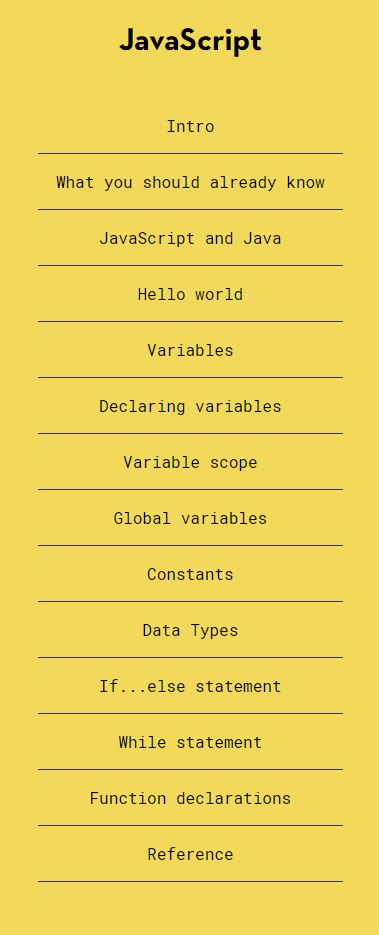 JavaScript
Intro
What you should already know
JavaScript and Java
Hello world
Variables
Declaring variables
Variable scope
Global variables
Constants
Data Types
If...else statement
While statement
Function declarations
Reference